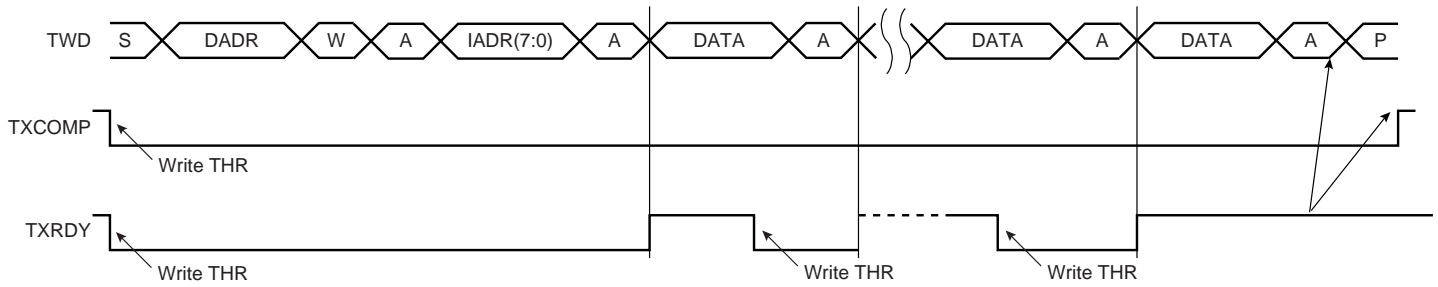 TWD S DADR W A IADR(7:0) A DATA A DATA A DATA A P
TXCOMP
Write THR
TXRDY
Write THR Write THR Write THR